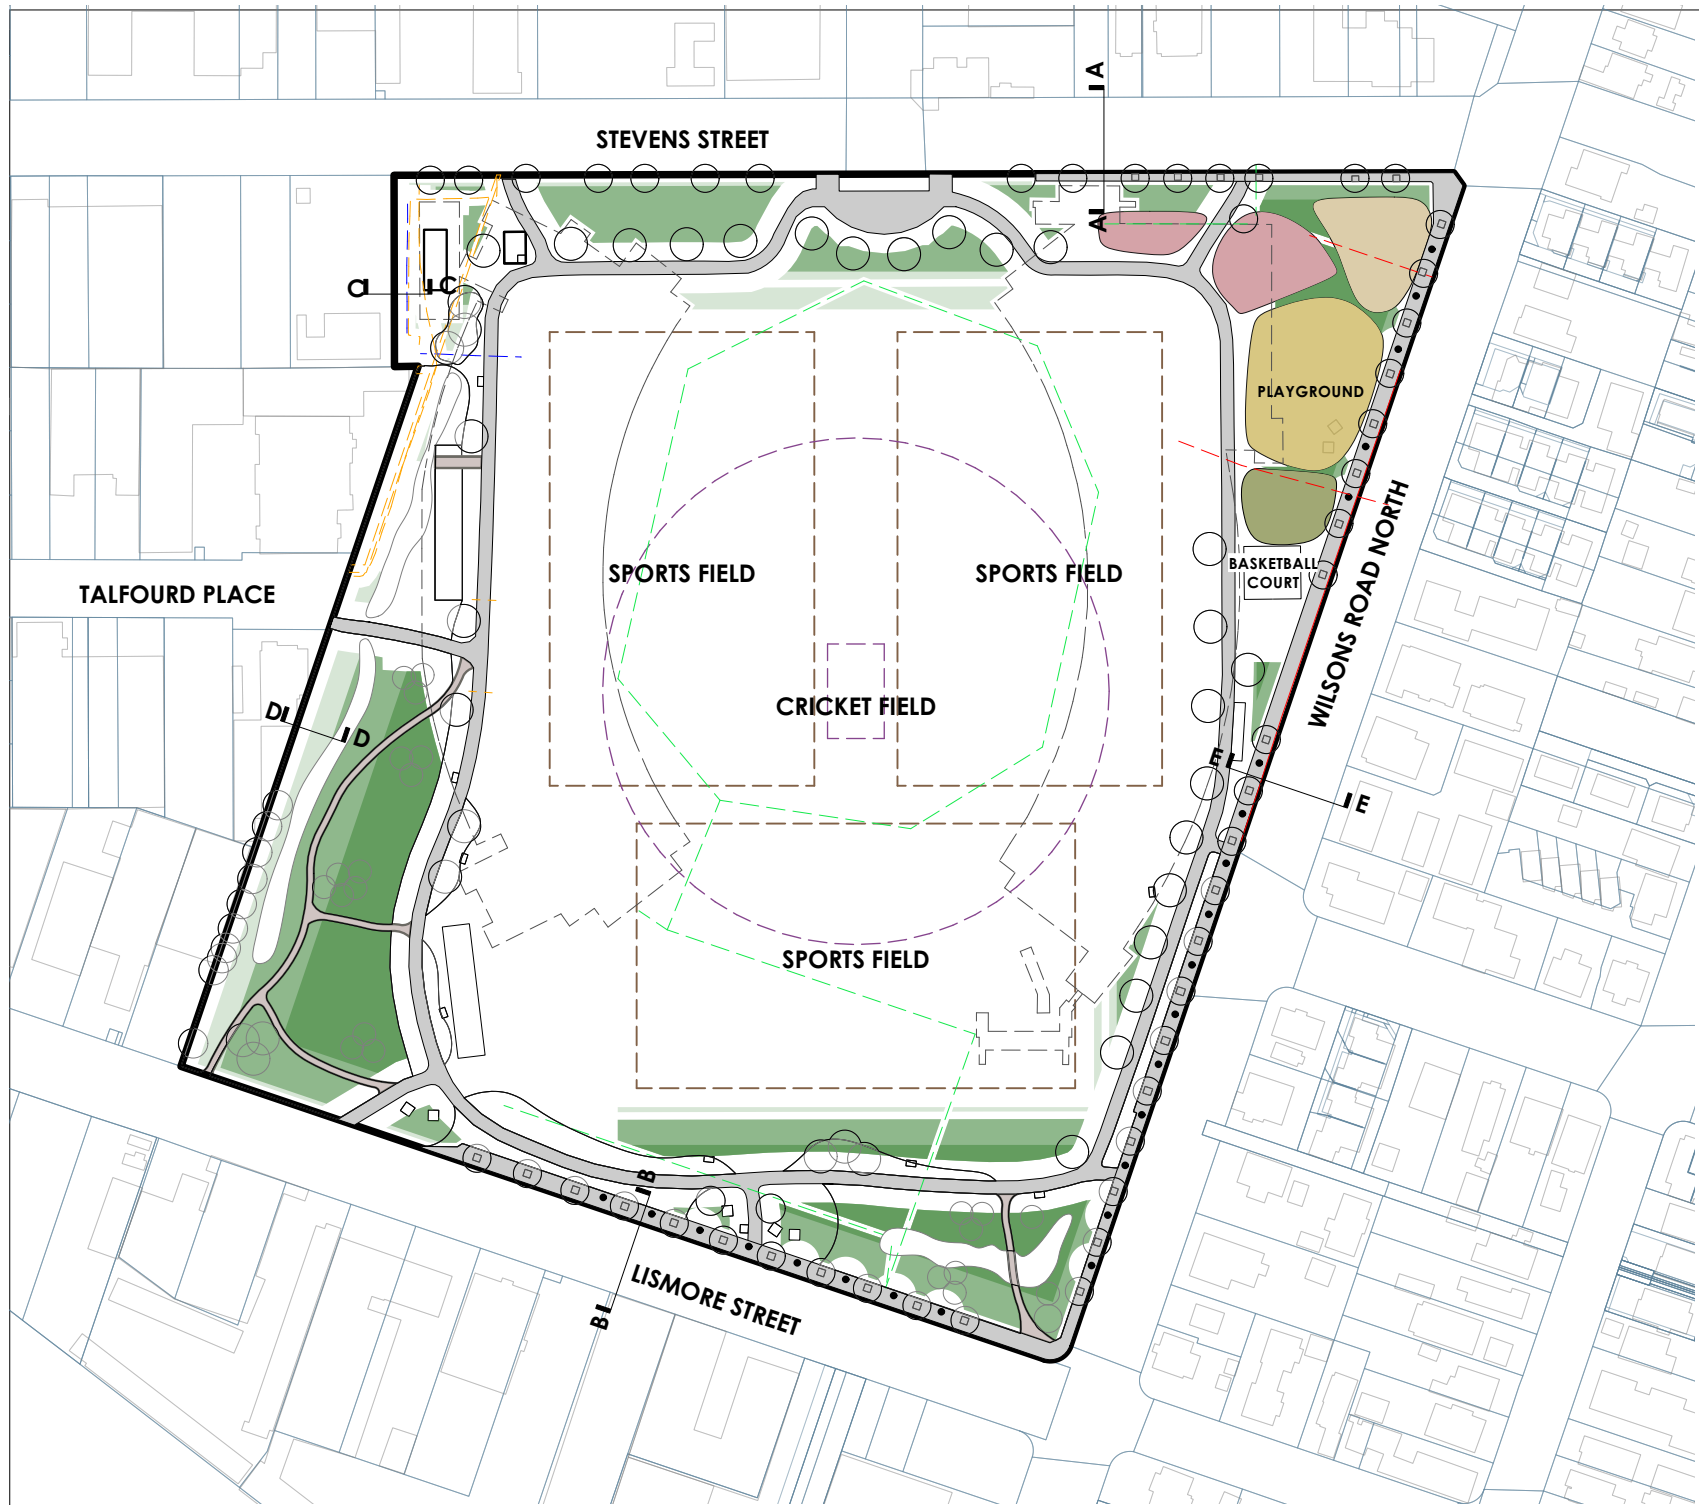 A
STEVENS STREET
A
C C
PLAYGROUND
WILSONS ROAD NORTH
SPORTS FIELD
SPORTS FIELD
BASKETBALL
COURT
TALFOURD PLACE
CRICKET FIELD
D
D
E
E
SPORTS FIELD
B
LISMORE STREET
B